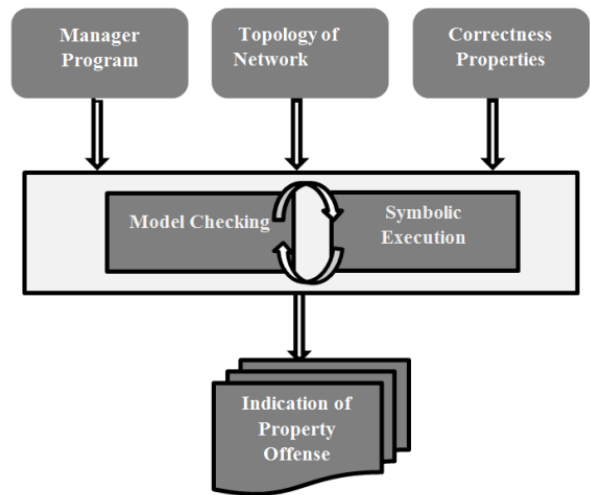 Manager
Program
Topology of
Network
Correctness
Properties
Model Checking
Symbolic
Execution
Indication of
Property
Offense